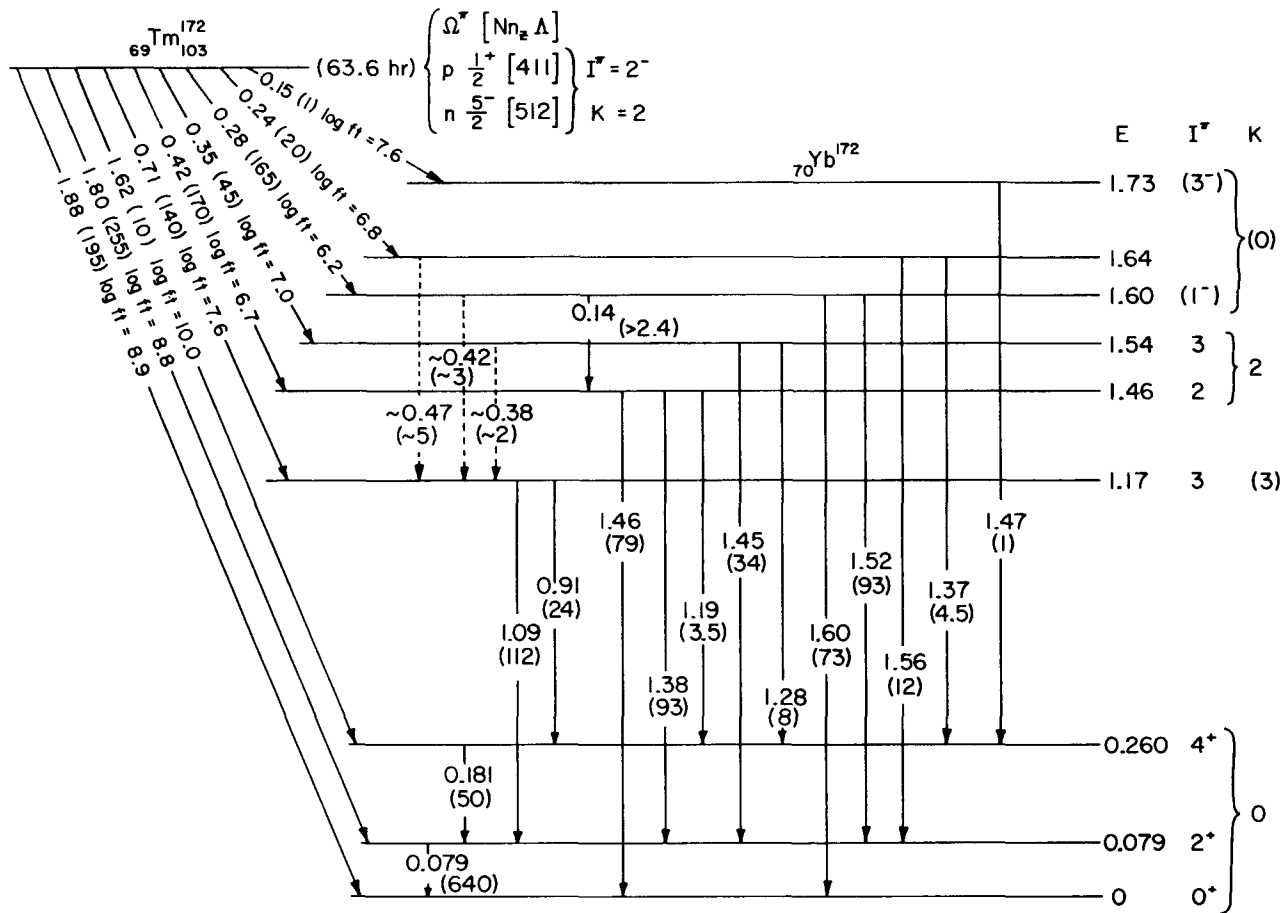 ₆₉Tm¹⁷²₁₀₃
(63.6 hr)
Ωᵀ [Nn_z Λ]
p 1/2⁺ [411]
n 5/2⁻ [512]
Iᵀ = 2⁻
K = 2
0.15 (1) log ft = 7.6
0.24 (20) log ft = 6.8
0.28 (165) log ft = 6.2
0.35 (45) log ft = 7.0
0.42 (170) log ft = 6.7
0.71 (140) log ft = 7.6
1.62 (10) log ft = 10.0
1.80 (255) log ft = 8.8
1.88 (195) log ft = 8.9
₇₀Yb¹⁷²
E Iᵀ K
1.73 (3⁻)
(0)
1.64
1.60 (1⁻)
1.54 3
2
1.46 2
1.17 3 (3)
0.260 4⁺
0
0.079 2⁺
0 0⁺
0.14
(>2.4)
~0.42
(~3)
~0.47
(~5)
~0.38
(~2)
1.09
(112)
0.91
(24)
1.46
(79)
1.38
(93)
1.19
(3.5)
1.45
(34)
1.28
(8)
1.60
(73)
1.52
(93)
1.56
(12)
1.37
(4.5)
1.47
(1)
0.181
(50)
0.079
(640)